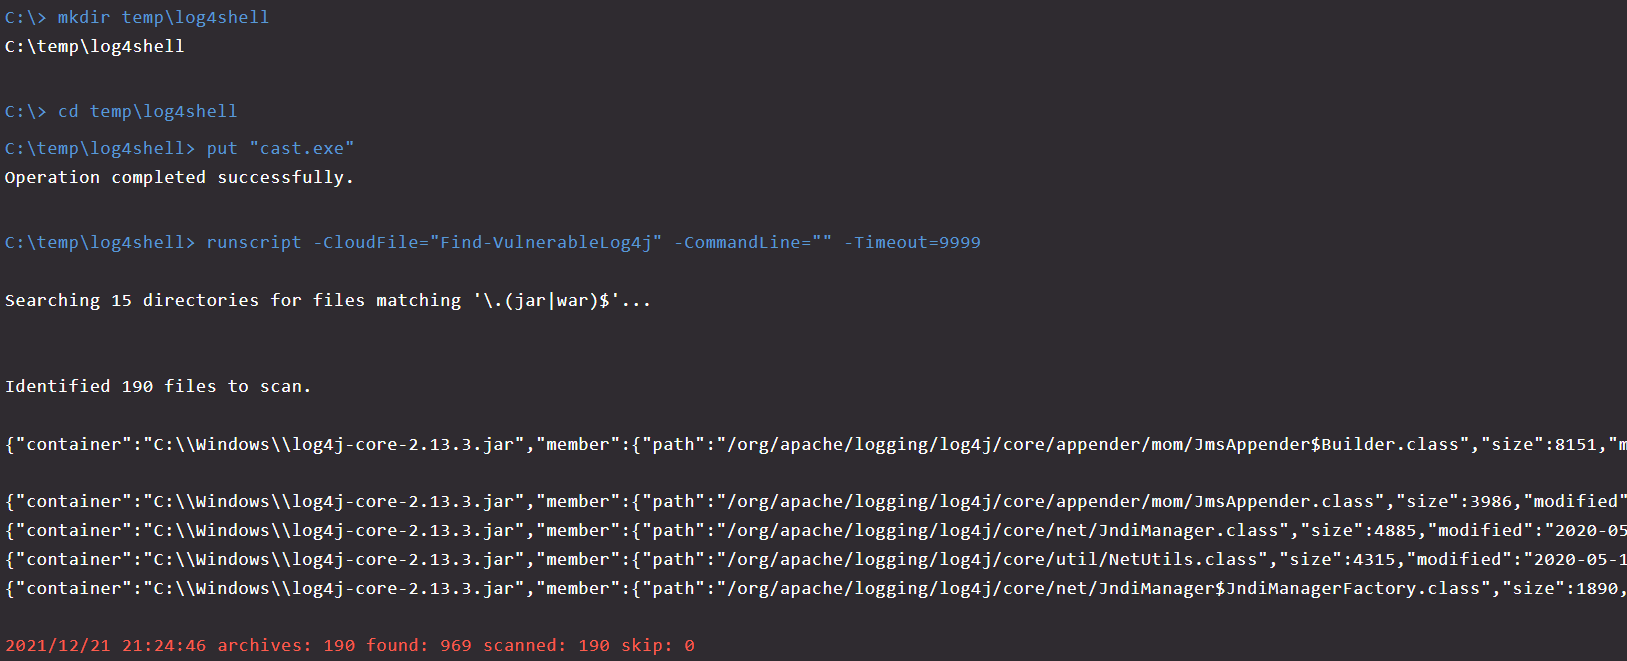 C:\> mkdir temp\log4shell
C:\temp\log4shell
C:\> cd temp\log4shell
C:\temp\log4shell> put "cast.exe"
Operation completed successfully.
C:\temp\log4shell> runscript -CloudFile="Find-VulnerableLog4j" -CommandLine="" -Timeout=9999
Searching 15 directories for files matching '\.(jar|war)$'...
Identified 190 files to scan.
{"container":"C:\\Windows\\log4j-core-2.13.3.jar","member":{"path":"/org/apache/logging/log4j/core/appender/mom/JmsAppender$Builder.class","size":8151,"m
{"container":"C:\\Windows\\log4j-core-2.13.3.jar","member":{"path":"/org/apache/logging/log4j/core/appender/mom/JmsAppender.class","size":3986,"modified"
{"container":"C:\\Windows\\log4j-core-2.13.3.jar","member":{"path":"/org/apache/logging/log4j/core/net/JndiManager.class","size":4885,"modified":"2020-05
{"container":"C:\\Windows\\log4j-core-2.13.3.jar","member":{"path":"/org/apache/logging/log4j/core/util/NetUtils.class","size":4315,"modified":"2020-05-1
{"container":"C:\\Windows\\log4j-core-2.13.3.jar","member":{"path":"/org/apache/logging/log4j/core/net/JndiManager$JndiManagerFactory.class","size":1890,
2021/12/21 21:24:46 archives: 190 found: 969 scanned: 190 skip: 0